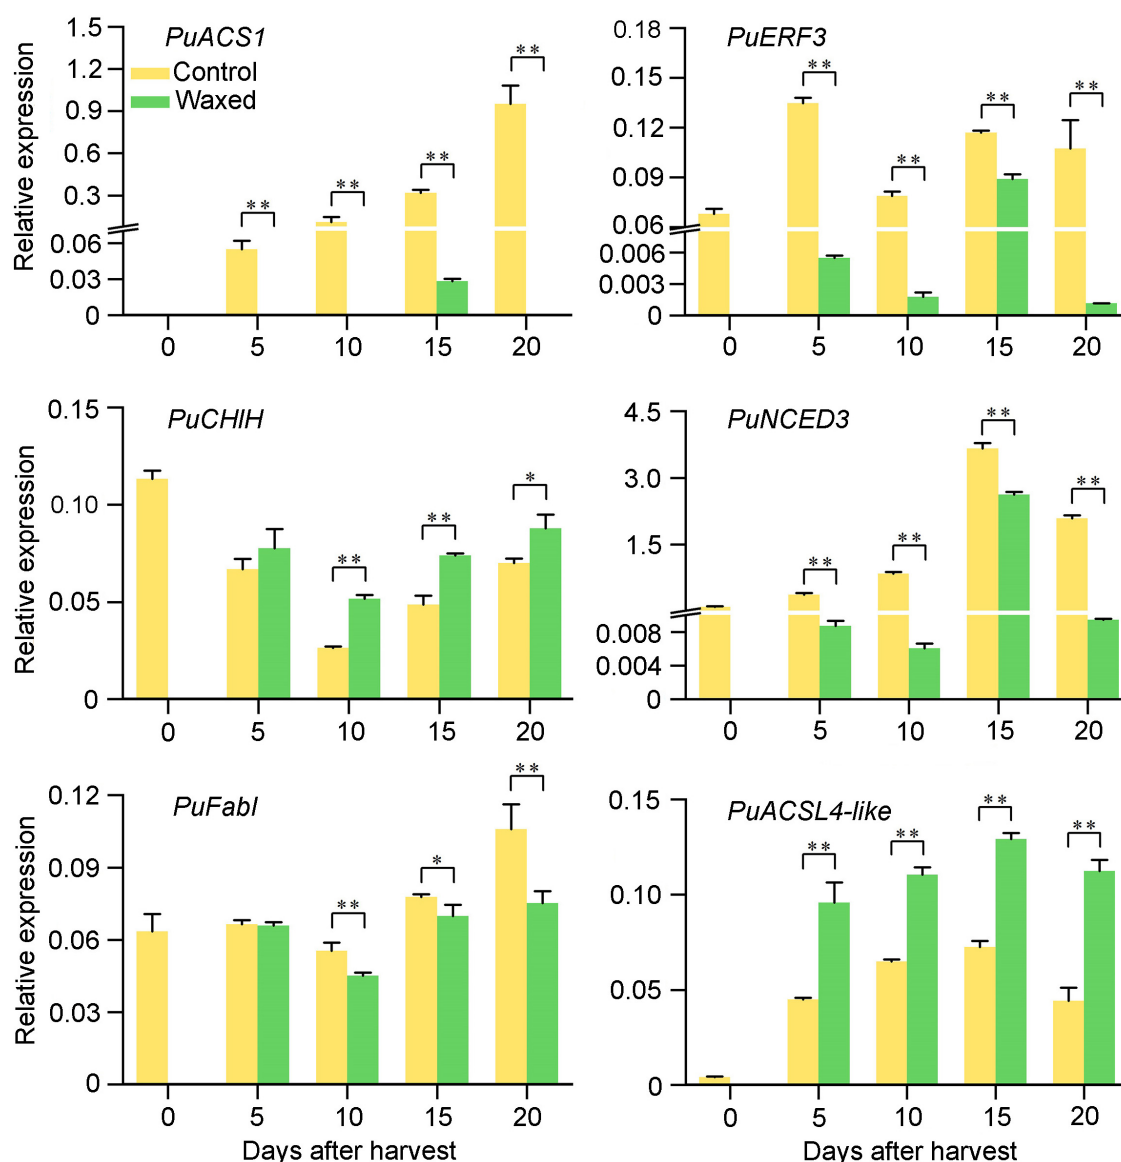 PuACS1
Control
Waxed
Relative expression
1.5
1.2
0.9
0.6
0.3
0.06
0.03
0
** ** ** **
0 5 10 15 20
PuERF3
0.18
0.15
0.12
0.09
0.06
0.006
0.003
0
** ** ** **
0 5 10 15 20
PuCHlH
Relative expression
0.15
0.10
0.05
0
** ** *
0 5 10 15 20
PuNCED3
4.5
3.0
1.5
0.008
0.004
0
** ** ** **
0 5 10 15 20
PuFabI
Relative expression
0.12
0.09
0.06
0.03
0
** * **
0 5 10 15 20
Days after harvest
PuACSL4-like
0.15
0.10
0.05
0
** ** ** **
0 5 10 15 20
Days after harvest